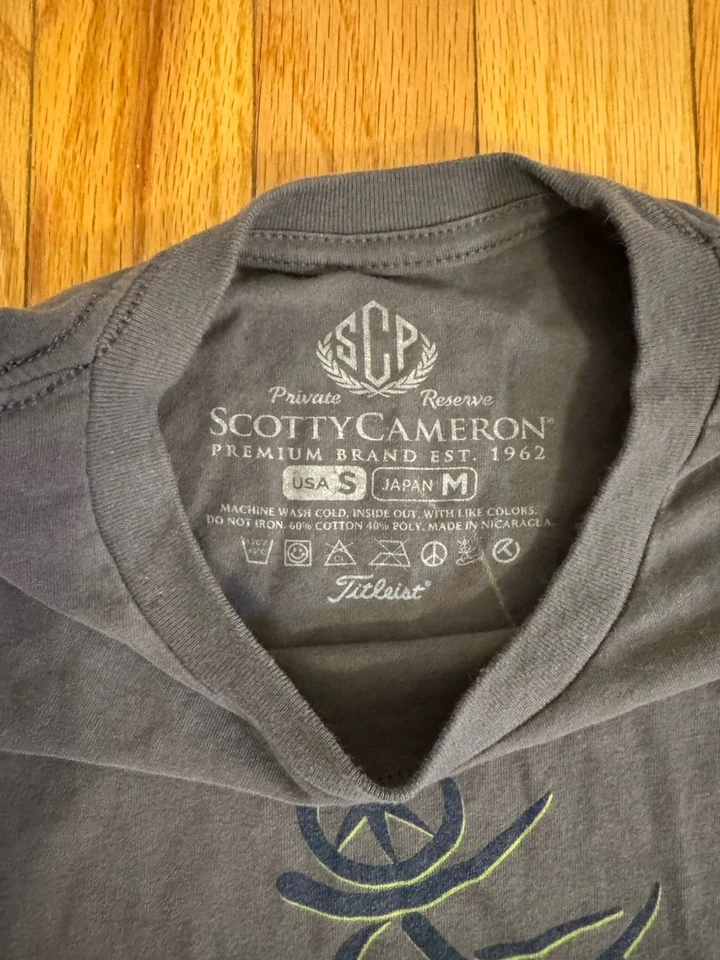 SCP
Private Reserve
SCOTTY CAMERON®
PREMIUM BRAND EST. 1962
USA S JAPAN M
MACHINE WASH COLD, INSIDE OUT, WITH LIKE COLORS.
DO NOT IRON. 60% COTTON 40% POLY. MADE IN NICARAGUA.
CL
Titleist®